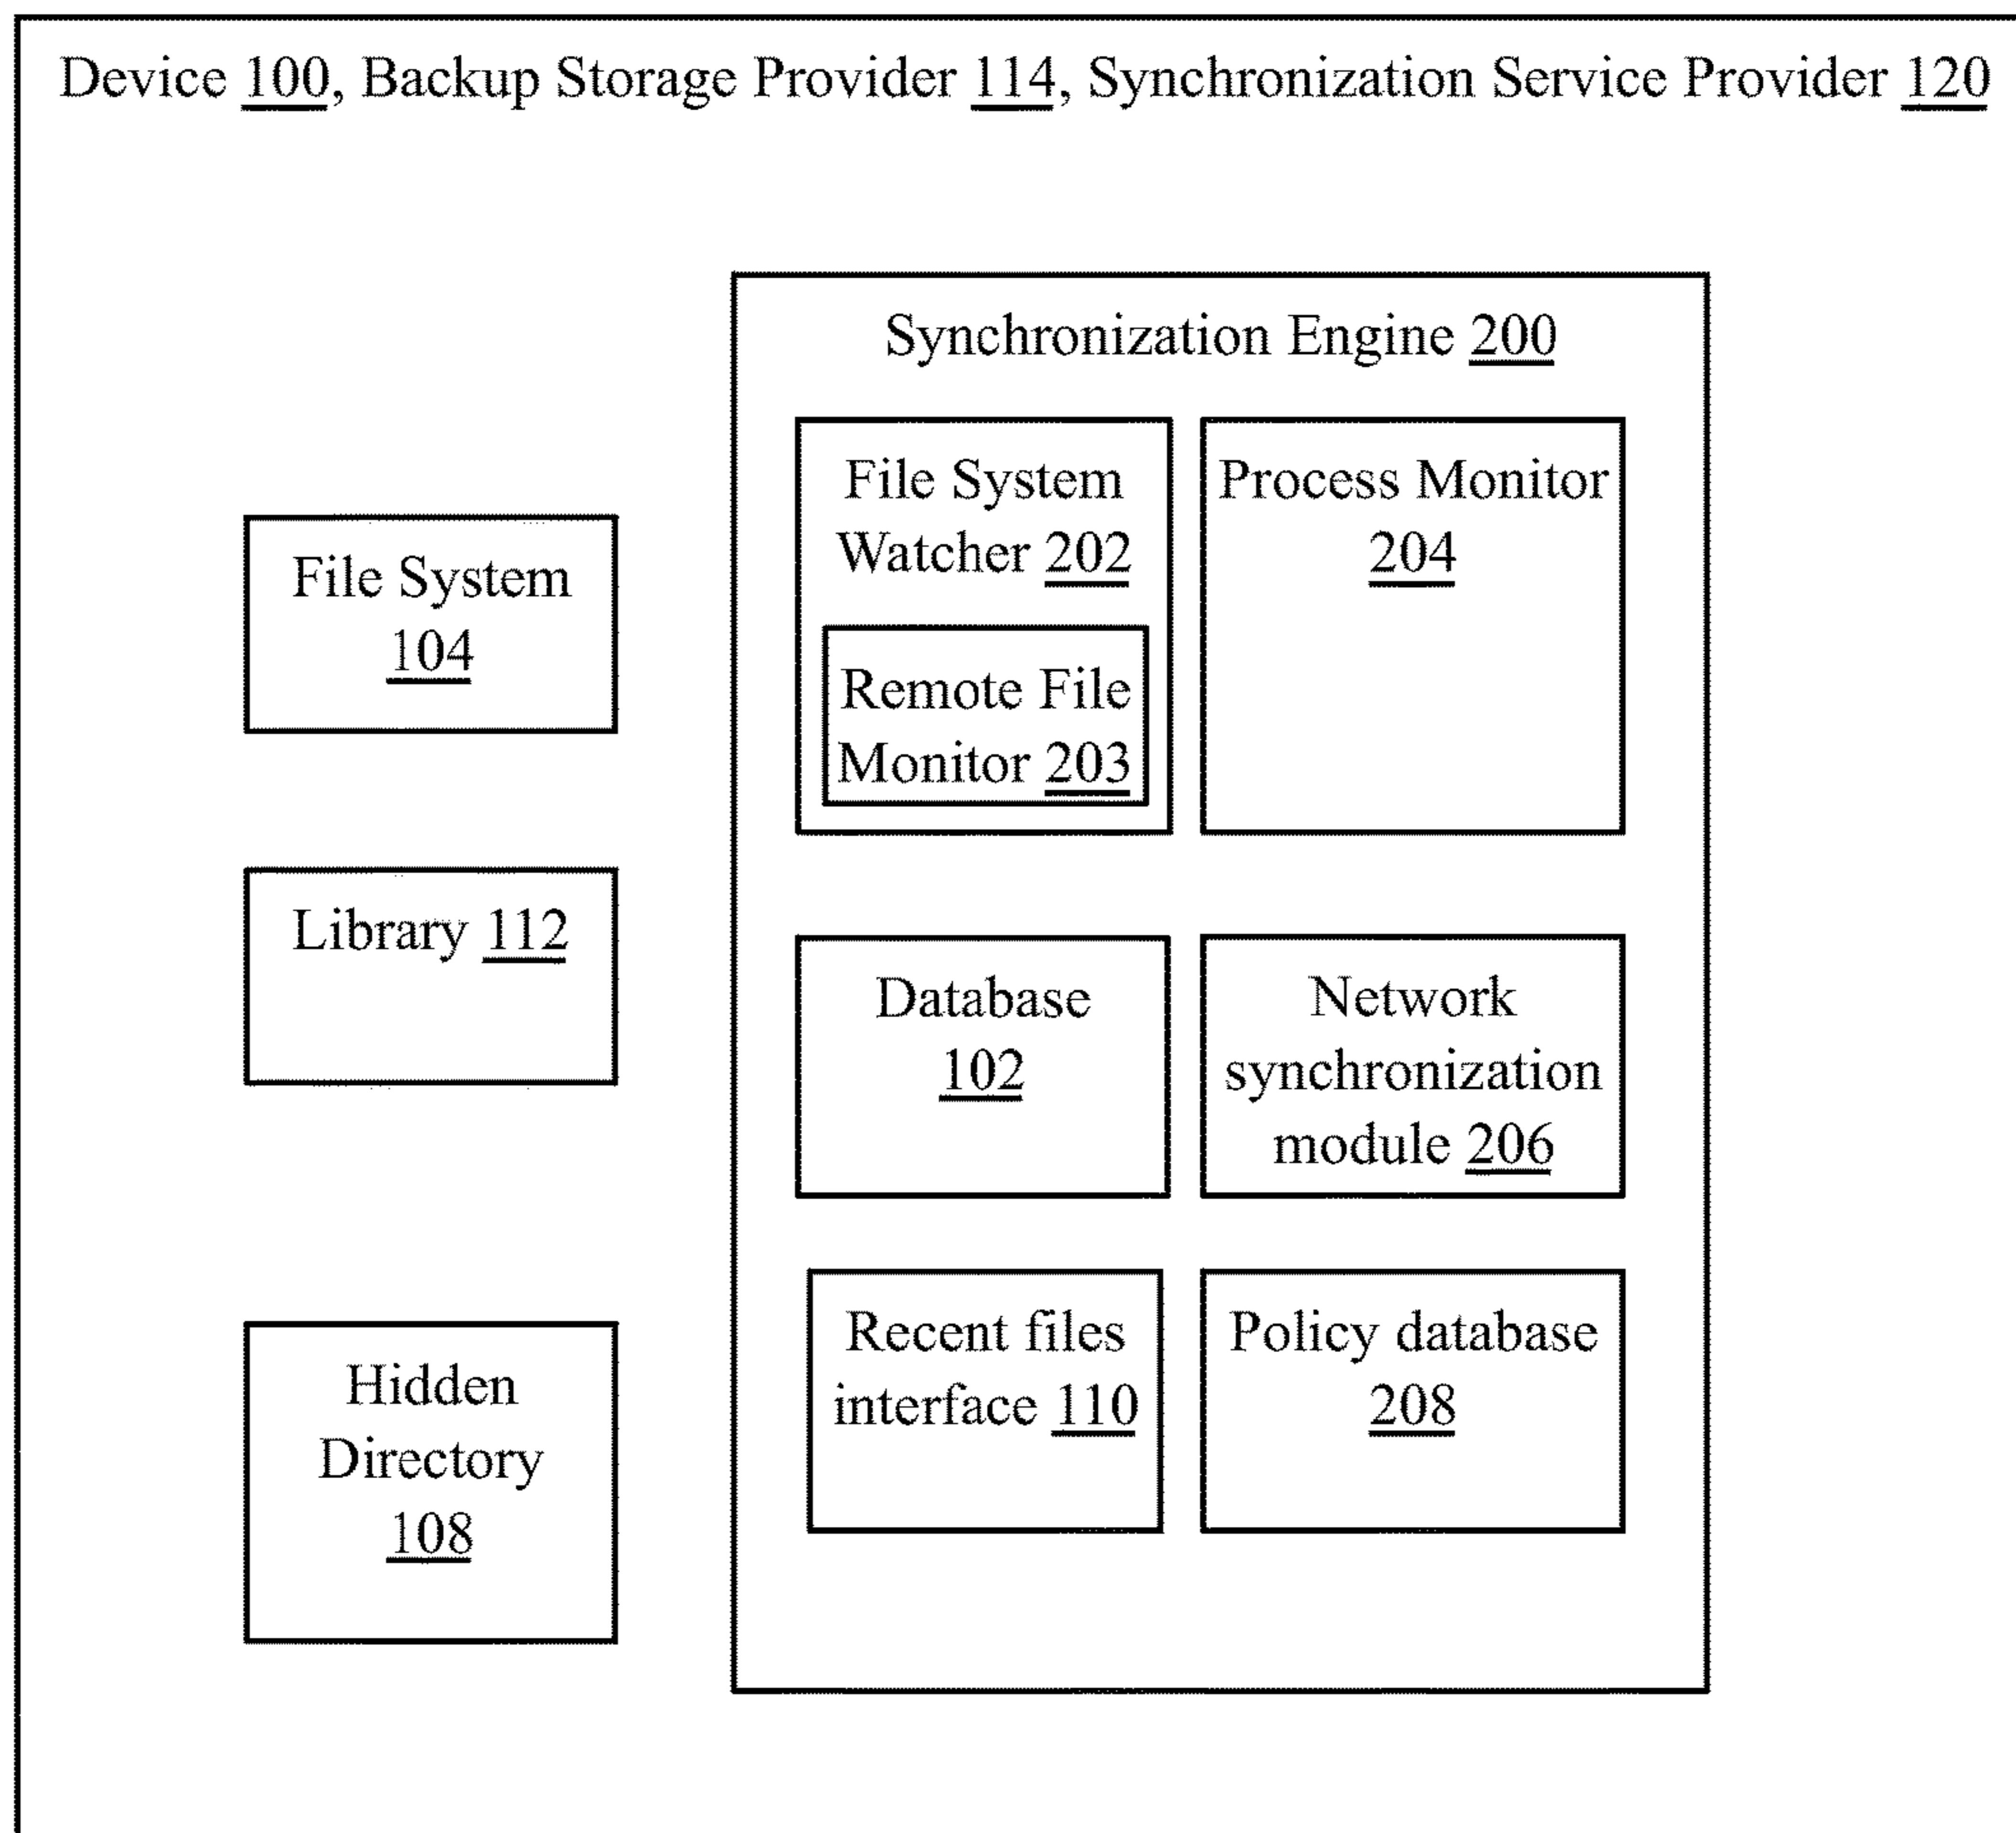 Device 100, Backup Storage Provider 114, Synchronization Service Provider 120
Synchronization Engine 200
File System
Watcher 202
Remote File
Monitor 203
Process Monitor
204
File System
104
Library 112
Database
102
Network
synchronization
module 206
Hidden
Directory
108
Recent files
interface 110
Policy database
208